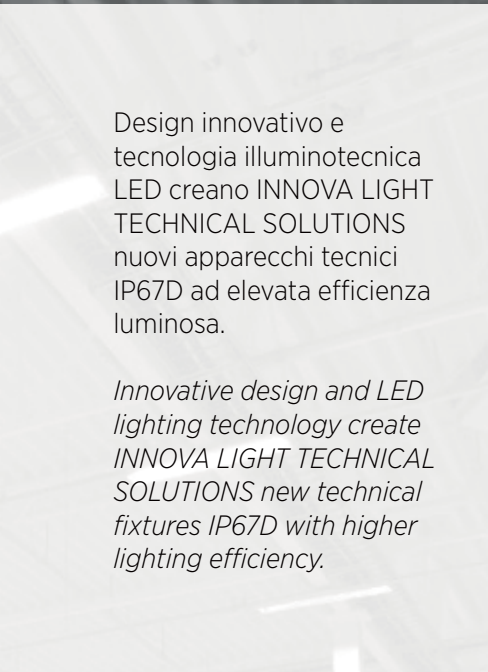 Design innovativo e
tecnologia illuminotecnica
LED creano INNOVA LIGHT
TECHNICAL SOLUTIONS
nuovi apparecchi tecnici
IP67D ad elevata efficienza
luminosa.
Innovative design and LED
lighting technology create
INNOVA LIGHT TECHNICAL
SOLUTIONS new technical
fixtures IP67D with higher
lighting efficiency.